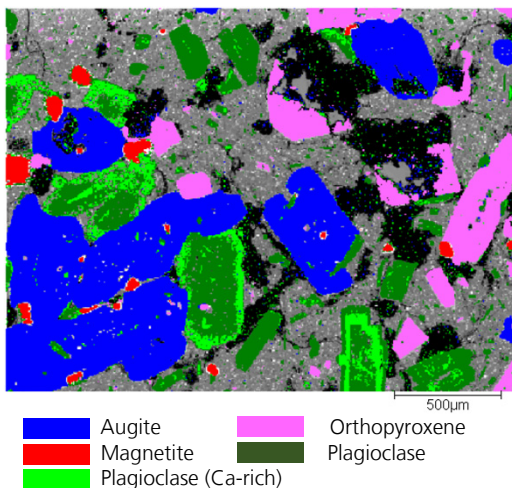 500µm
Augite
Orthopyroxene
Magnetite
Plagioclase
Plagioclase (Ca-rich)